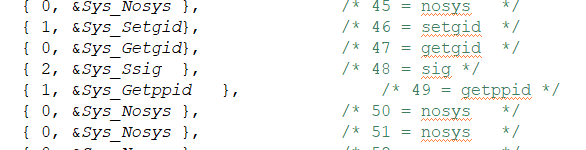 { 0, &Sys_Nosys }, /* 45 = nosys */
{ 1, &Sys_Setgid}, /* 46 = setgid */
{ 0, &Sys_Getgid}, /* 47 = getgid */
{ 2, &Sys_Ssig }, /* 48 = sig */
{ 1, &Sys_Getppid }, /* 49 = getppid */
{ 0, &Sys_Nosys }, /* 50 = nosys */
{ 0, &Sys_Nosys }, /* 51 = nosys */